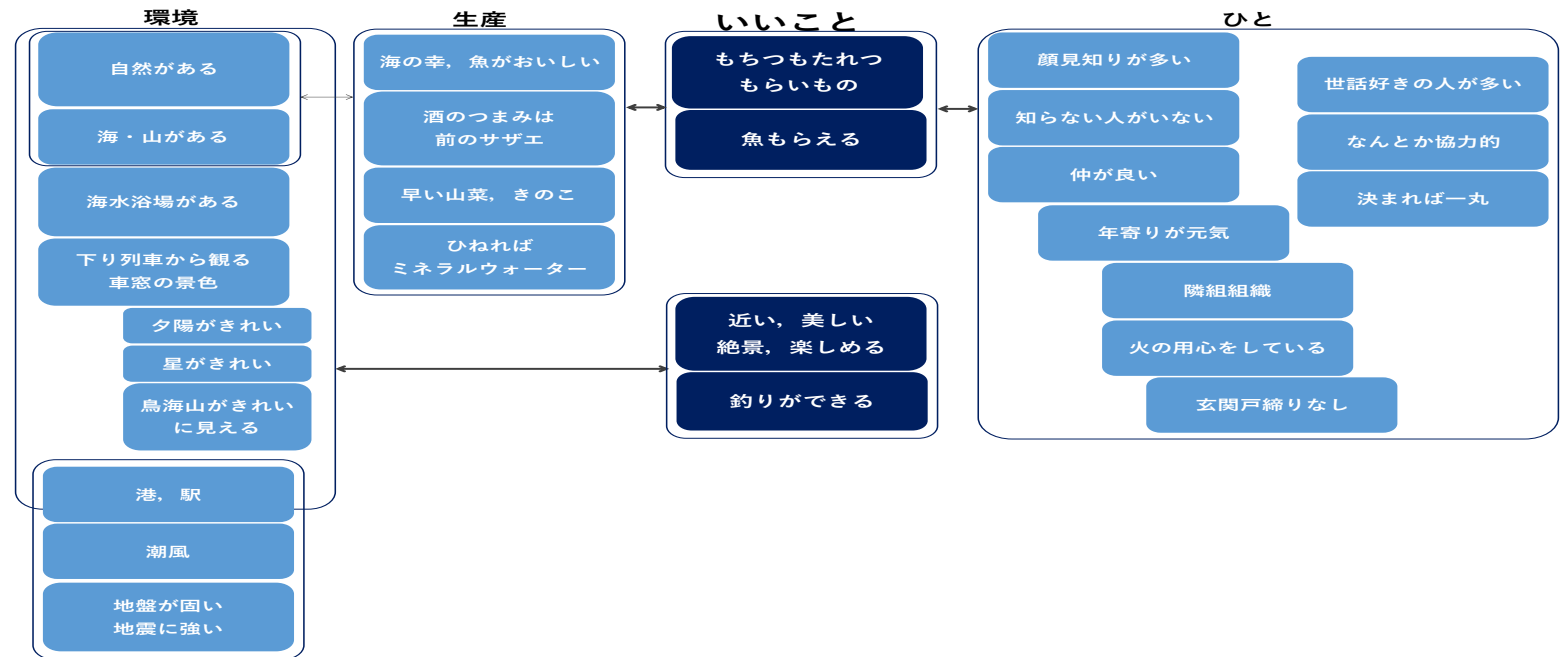 環境
自然がある
海・山がある
海水浴場がある
下り列車から観る
車窓の景色
夕陽がきれい
星がきれい
鳥海山がきれい
に見える
港，駅
潮風
地盤が固い
地震に強い
生産
海の幸，魚がおいしい
酒のつまみは
前のサザエ
早い山菜，きのこ
ひねれば
ミネラルウォーター
いいこと
もちつもたれつ
もらいもの
魚もらえる
近い，美しい
絶景，楽しめる
釣りができる
ひと
顔見知りが多い
知らない人がいない
仲が良い
年寄りが元気
隣組組織
火の用心をしている
玄関戸締りなし
世話好きの人が多い
なんとか協力的
決まれば一丸